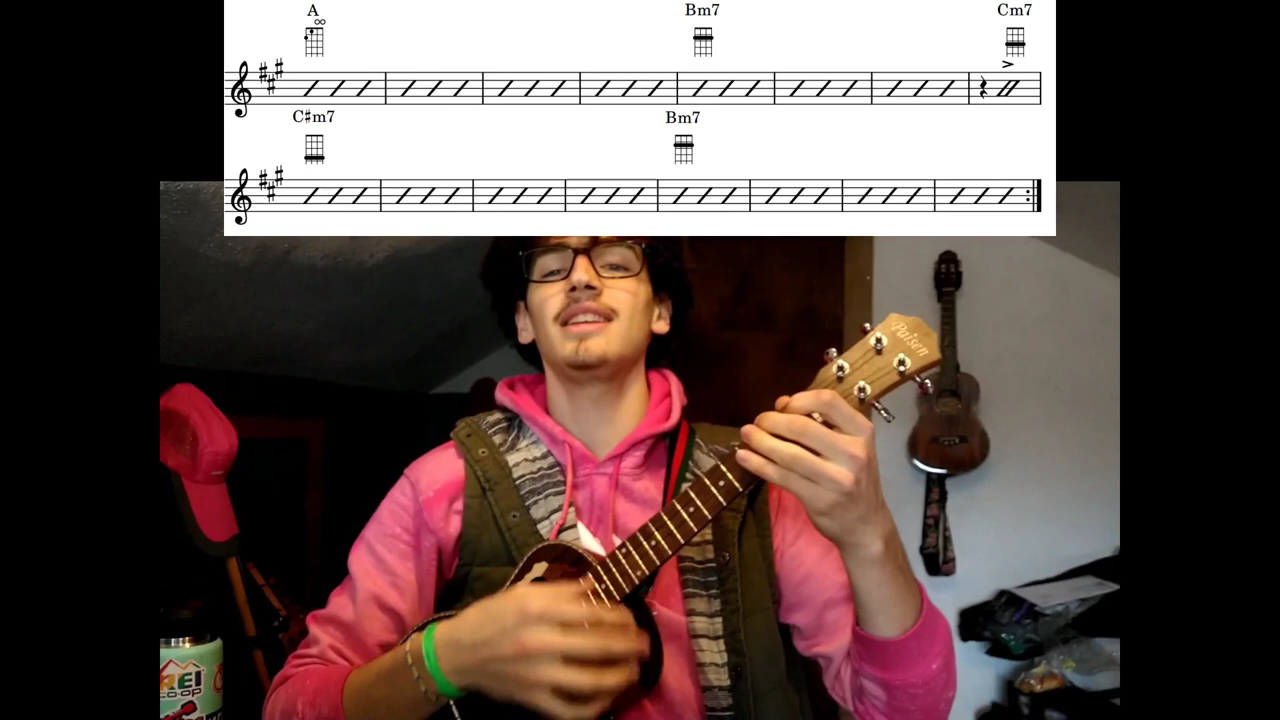 A Bm7 Cm7
C♯m7 Bm7
Paisen
REI
CO-OP